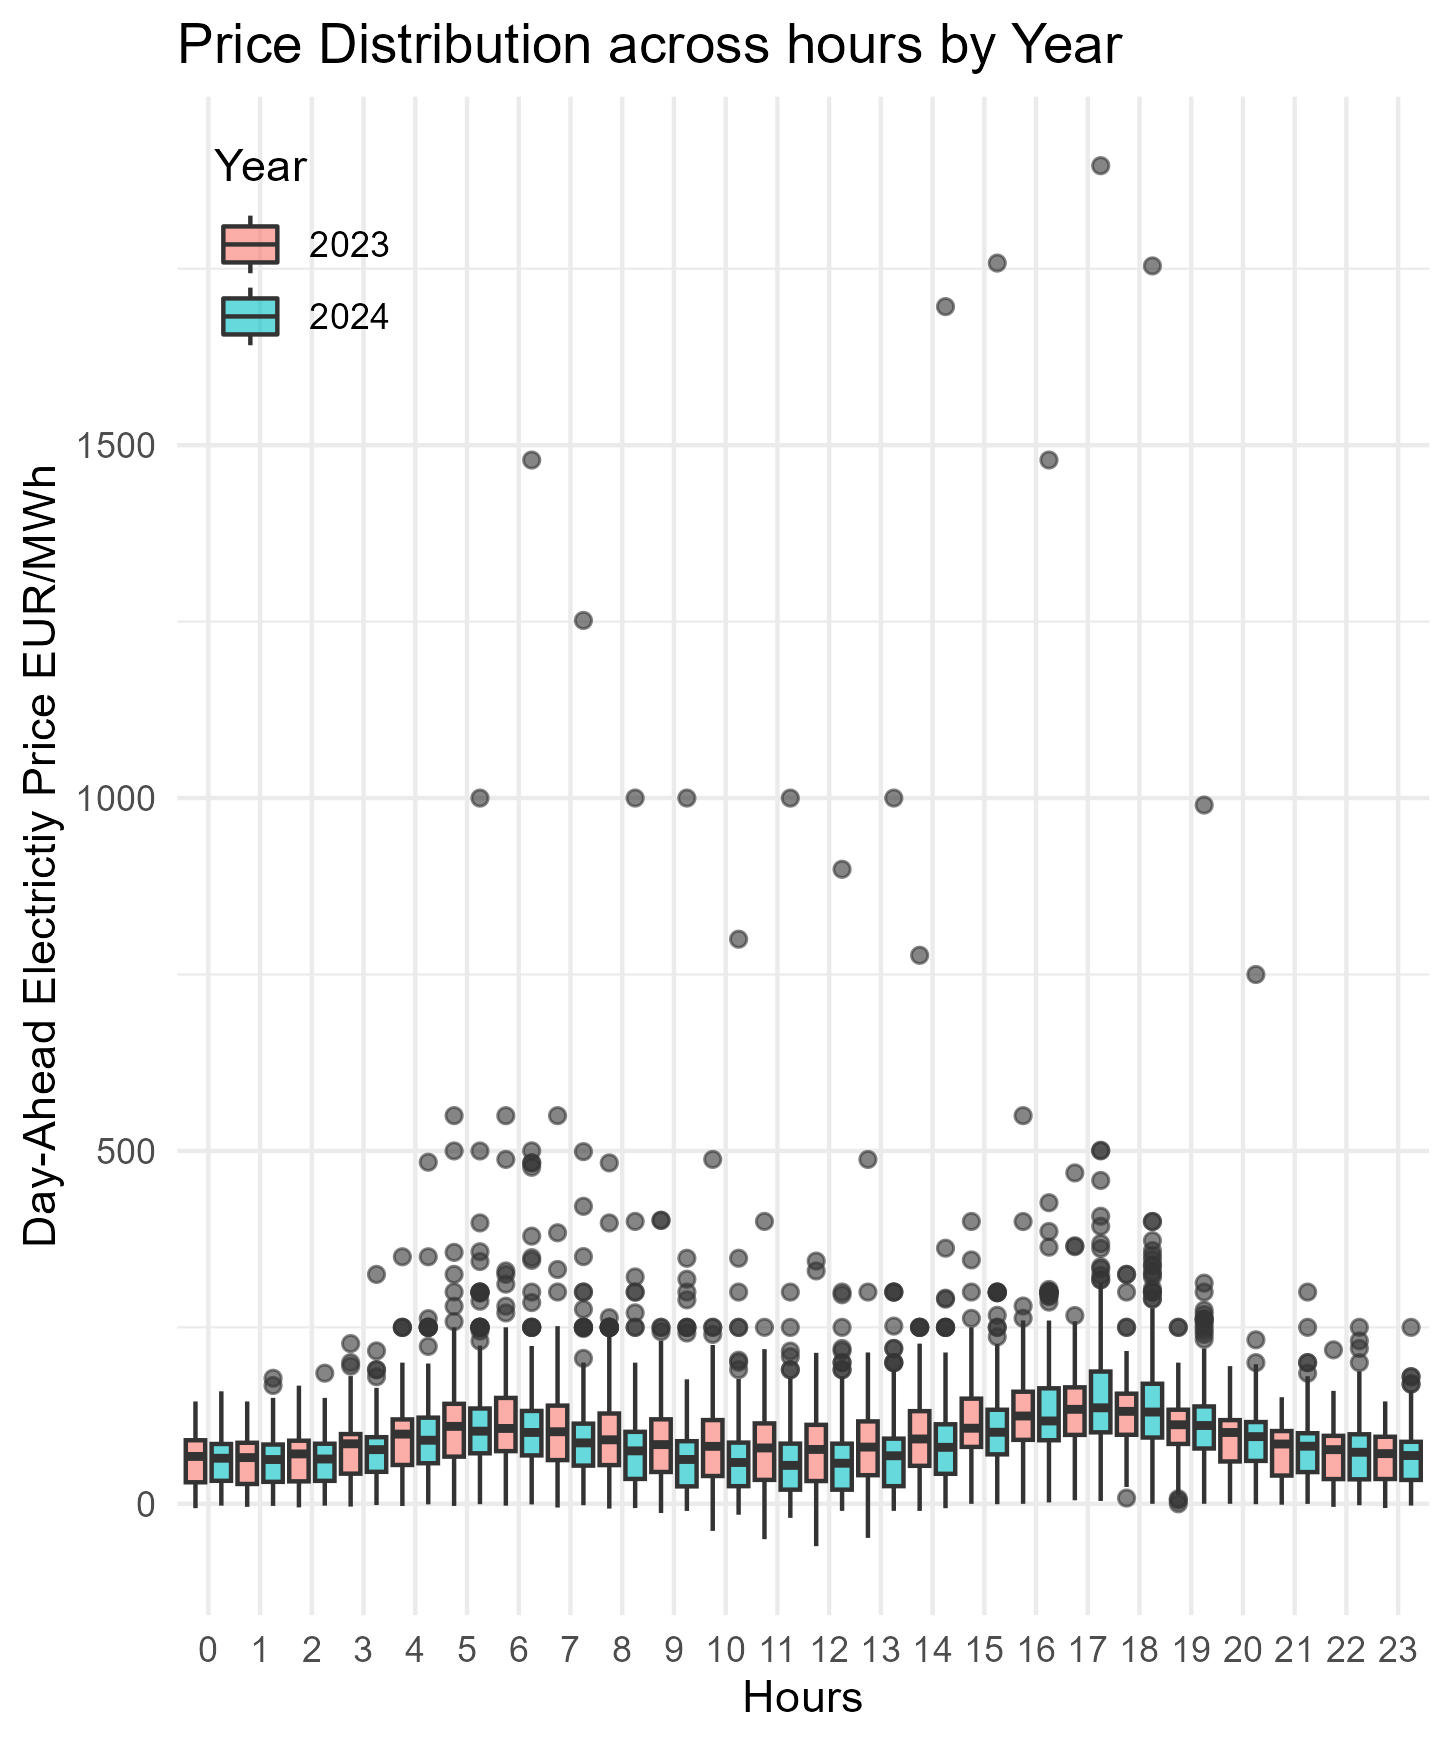 Price Distribution across hours by Year
Year
2023
2024
Day-Ahead Electrictiy Price EUR/MWh
1500
1000
500
0
0 1 2 3 4 5 6 7 8 9 10 11 12 13 14 15 16 17 18 19 20 21 22 23
Hours